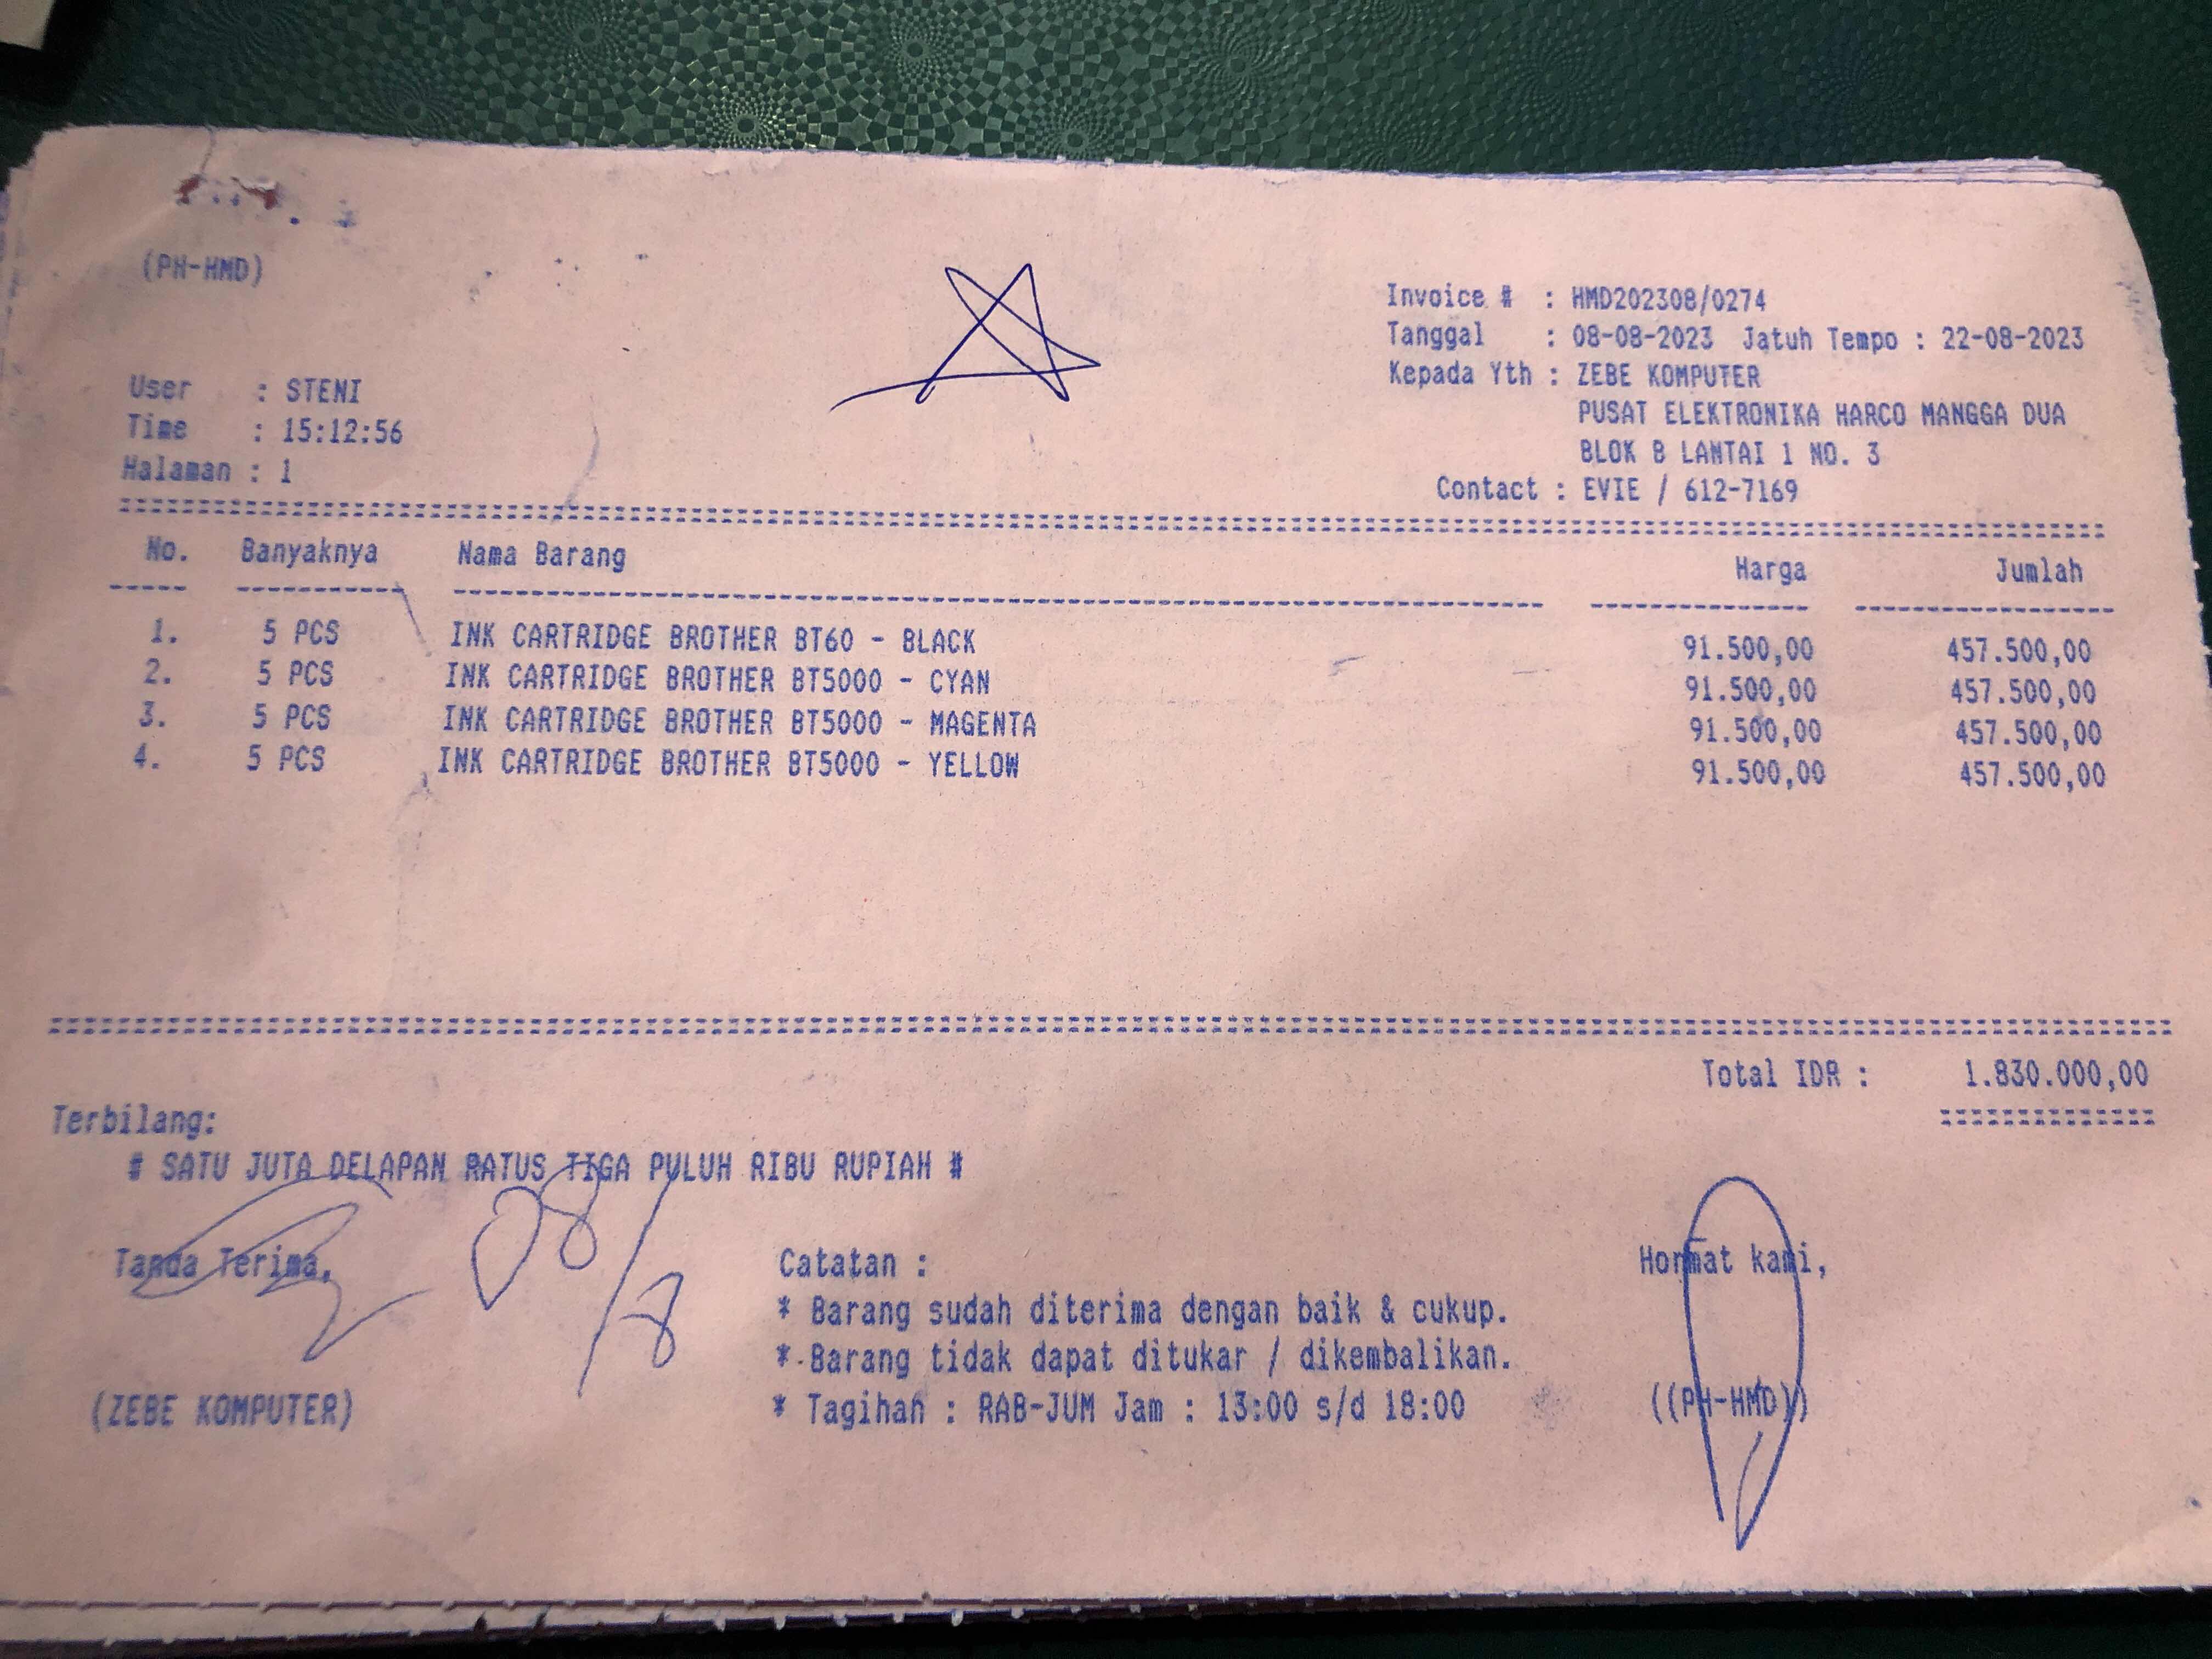 (PH-HMD)
Invoice # : HMD202308/0274
Tanggal : 08-08-2023 Jatuh Tempo : 22-08-2023
Kepada Yth : ZEBE KOMPUTER
PUSAT ELEKTRONIKA HARCO MANGGA DUA
BLOK B LANTAI 1 NO. 3
Contact : EVIE / 612-7169
User : STENI
Time : 15:12:56
Halaman : 1
No. Banyaknya Nama Barang Harga Jumlah
1. 5 PCS INK CARTRIDGE BROTHER BT60 - BLACK 91.500,00 457.500,00
2. 5 PCS INK CARTRIDGE BROTHER BT5000 - CYAN 91.500,00 457.500,00
3. 5 PCS INK CARTRIDGE BROTHER BT5000 - MAGENTA 91.500,00 457.500,00
4. 5 PCS INK CARTRIDGE BROTHER BT5000 - YELLOW 91.500,00 457.500,00
Total IDR : 1.830.000,00
Terbilang:
# SATU JUTA DELAPAN RATUS TIGA PULUH RIBU RUPIAH #
08/8
Tanda Terima,
(ZEBE KOMPUTER)
Catatan :
* Barang sudah diterima dengan baik & cukup.
* Barang tidak dapat ditukar / dikembalikan.
* Tagihan : RAB-JUM Jam : 13:00 s/d 18:00
Hormat kami,
((PH-HMD))